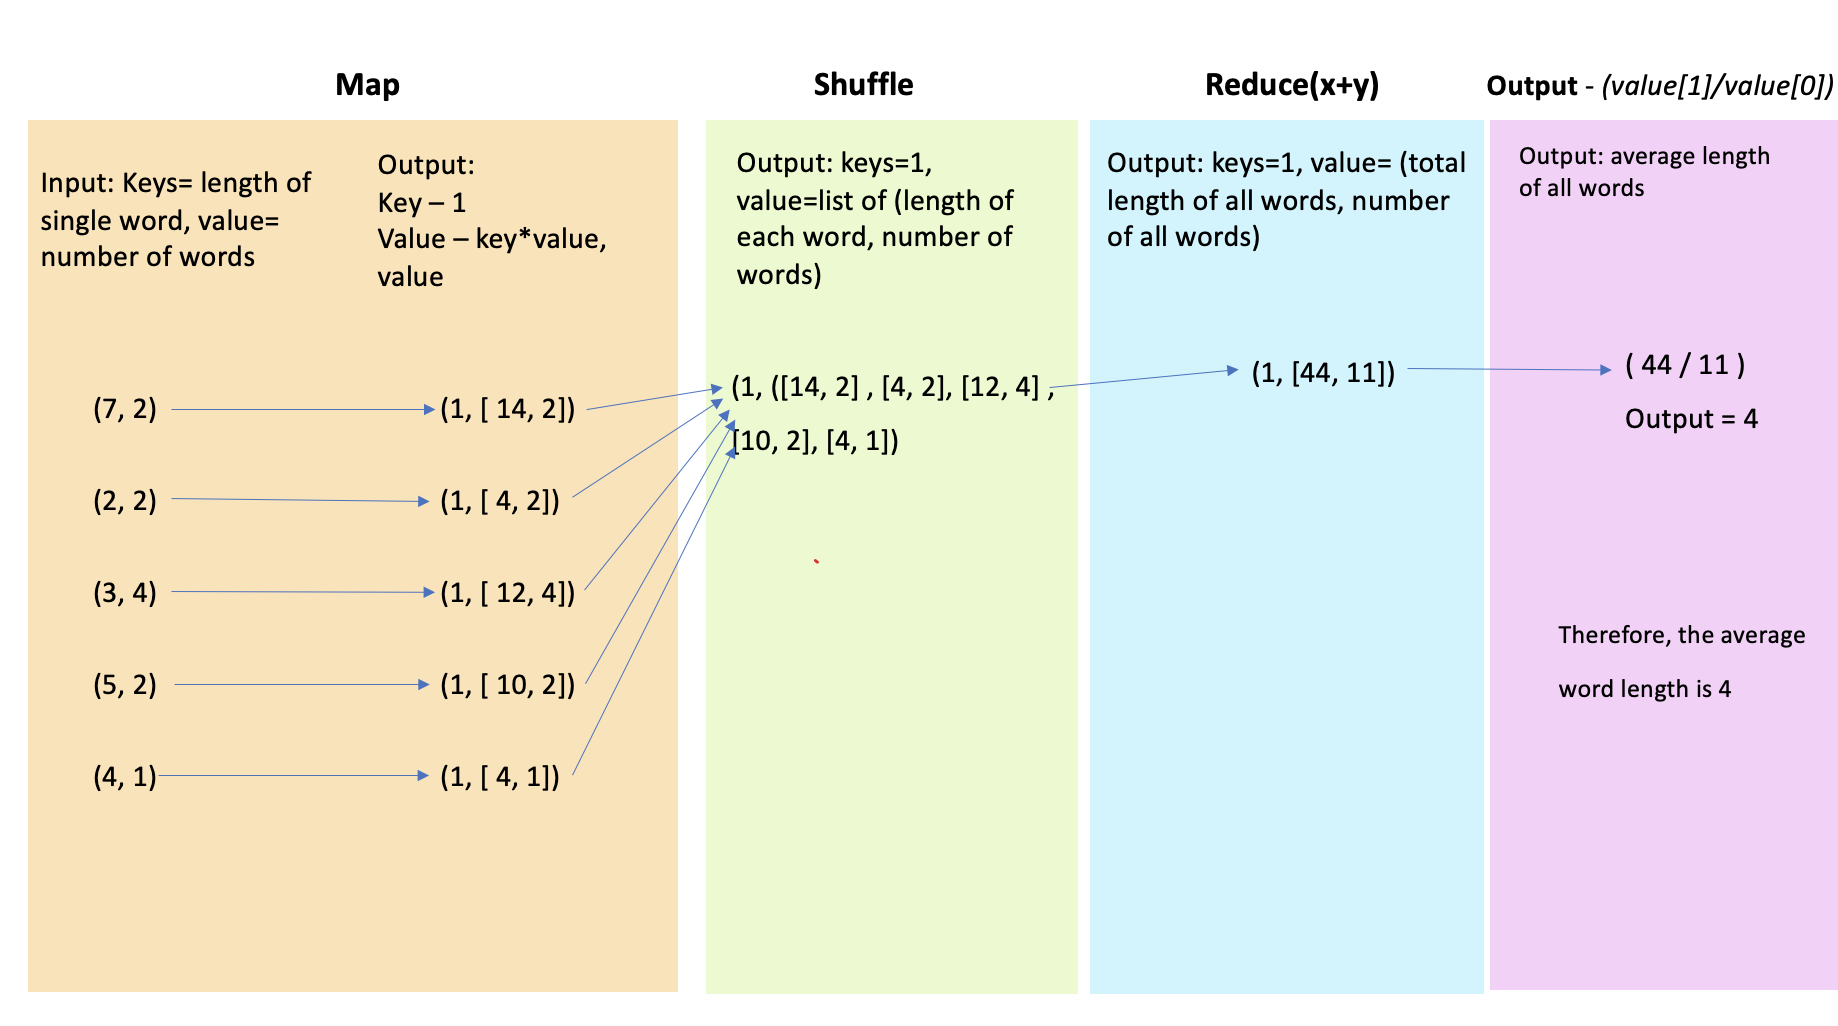 Map
Input: Keys= length of
single word, value=
number of words
Output:
Key – 1
Value – key*value,
value
(7, 2)
(1, [ 14, 2])
(2, 2)
(1, [ 4, 2])
(3, 4)
(1, [ 12, 4])
(5, 2)
(1, [ 10, 2])
(4, 1)
(1, [ 4, 1])
Shuffle
Output: keys=1,
value=list of (length of
each word, number of
words)
(1, ([14, 2] , [4, 2], [12, 4] ,
[10, 2], [4, 1])
Reduce(x+y)
Output: keys=1, value= (total
length of all words, number
of all words)
(1, [44, 11])
Output - (value[1]/value[0])
Output: average length
of all words
( 44 / 11 )
Output = 4
Therefore, the average
word length is 4